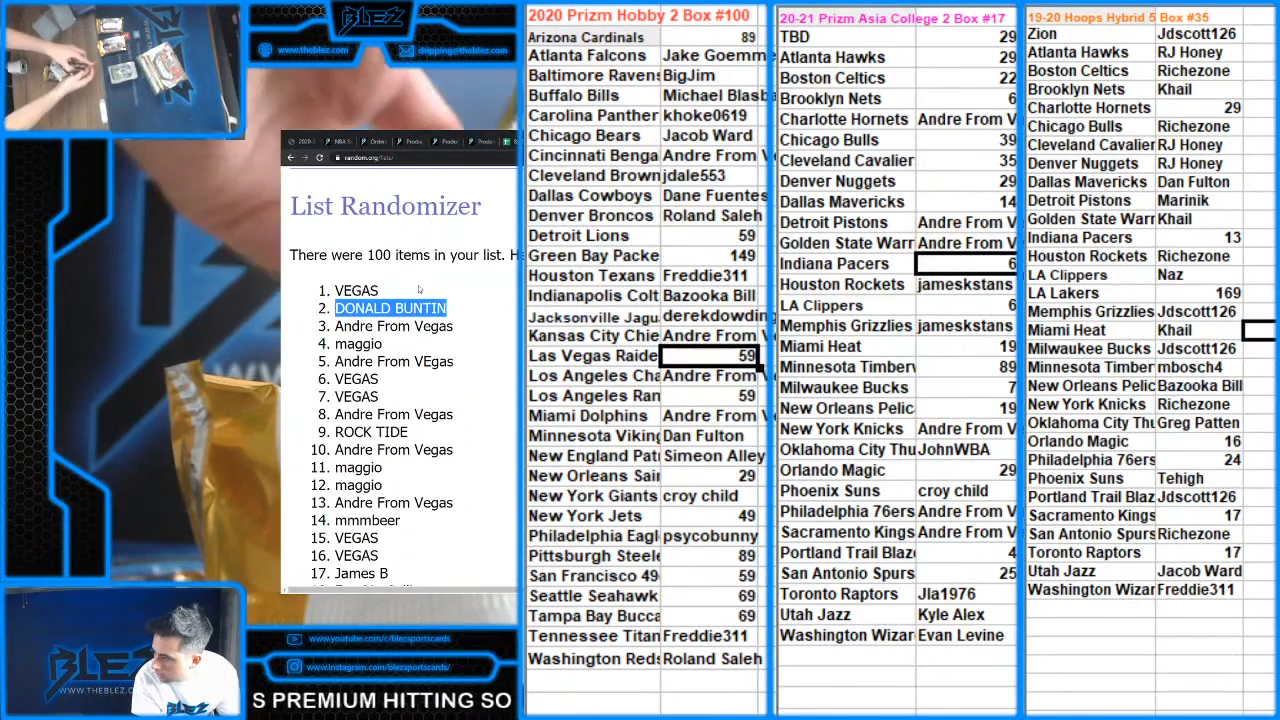 BLEZ
www.theblez.com
shipping@theblez.com
random.org/lists/
List Randomizer
There were 100 items in your list. He
1. VEGAS
2. DONALD BUNTIN
3. Andre From Vegas
4. maggio
5. Andre From VEgas
6. VEGAS
7. VEGAS
8. Andre From Vegas
9. ROCK TIDE
10. Andre From Vegas
11. maggio
12. maggio
13. Andre From Vegas
14. mmmbeer
15. VEGAS
16. VEGAS
17. James B
BLEZ
WWW.THEBLEZ
www.youtube.com/c/blezsportscards
www.instagram.com/blezsportscards/
S PREMIUM HITTING SO
2020 Prizm Hobby 2 Box #100
Arizona Cardinals 89
Atlanta Falcons Jake Goemm
Baltimore Ravens BigJim
Buffalo Bills Michael Blasba
Carolina Panther khoke0619
Chicago Bears Jacob Ward
Cincinnati Benga Andre From V
Cleveland Brown jdale553
Dallas Cowboys Dane Fuentes
Denver Broncos Roland Saleh
Detroit Lions 59
Green Bay Packe 149
Houston Texans Freddie311
Indianapolis Colt Bazooka Bill
Jacksonville Jagu derekdowding
Kansas City Chie Andre From V
Las Vegas Raide 59
Los Angeles Cha Andre From V
Los Angeles Ran 59
Miami Dolphins Andre From V
Minnesota Viking Dan Fulton
New England Pat Simeon Alley
New Orleans Sai 29
New York Giants croy child
New York Jets 49
Philadelphia Eagl psycobunny
Pittsburgh Steele 89
San Francisco 49 59
Seattle Seahawk 69
Tampa Bay Bucca 69
Tennessee Titan Freddie311
Washington Reds Roland Saleh
20-21 Prizm Asia College 2 Box #17
TBD 29
Atlanta Hawks 29
Boston Celtics 22
Brooklyn Nets 6
Charlotte Hornets Andre From V
Chicago Bulls 39
Cleveland Cavalier 35
Denver Nuggets 29
Dallas Mavericks 14
Detroit Pistons Andre From V
Golden State Warr Andre From V
Indiana Pacers 6
Houston Rockets jameskstans
LA Clippers 6
Memphis Grizzlies jameskstans
Miami Heat 19
Minnesota Timberv 89
Milwaukee Bucks 7
New Orleans Pelic 19
New York Knicks Andre From V
Oklahoma City Thu JohnWBA
Orlando Magic 29
Phoenix Suns croy child
Philadelphia 76ers Andre From V
Sacramento Kings Andre From V
Portland Trail Blaz 4
San Antonio Spurs 25
Toronto Raptors Jla1976
Utah Jazz Kyle Alex
Washington Wizar Evan Levine
19-20 Hoops Hybrid 5 Box #35
Zion Jdscott126
Atlanta Hawks RJ Honey
Boston Celtics Richezone
Brooklyn Nets Khail
Charlotte Hornets 29
Chicago Bulls Richezone
Cleveland Cavalier RJ Honey
Denver Nuggets RJ Honey
Dallas Mavericks Dan Fulton
Detroit Pistons Marinik
Golden State Warr Khail
Indiana Pacers 13
Houston Rockets Richezone
LA Clippers Naz
LA Lakers 169
Memphis Grizzlies Jdscott126
Miami Heat Khail
Milwaukee Bucks Jdscott126
Minnesota Timber mbosch4
New Orleans Pelic Bazooka Bill
New York Knicks Richezone
Oklahoma City Thu Greg Patten
Orlando Magic 16
Philadelphia 76ers 24
Phoenix Suns Tehigh
Portland Trail Blaz Jdscott126
Sacramento Kings 17
San Antonio Spurs Richezone
Toronto Raptors 17
Utah Jazz Jacob Ward
Washington Wizar Freddie311